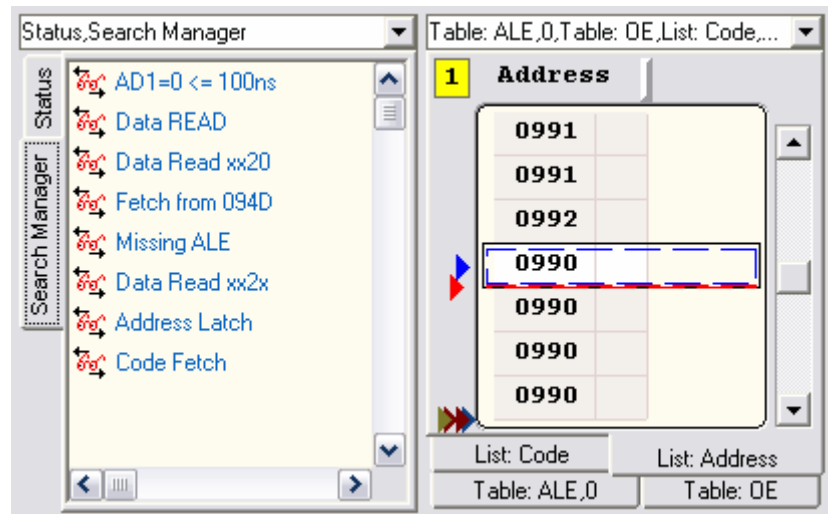 Status,Search Manager
Status
Search Manager
AD1=0 <= 100ns
Data READ
Data Read xx20
Fetch from 094D
Missing ALE
Data Read xx2x
Address Latch
Code Fetch
Table: ALE,0,Table: OE,List: Code,...
1 Address
0991
0991
0992
0990
0990
0990
0990
List: Code List: Address
Table: ALE,0 Table: OE